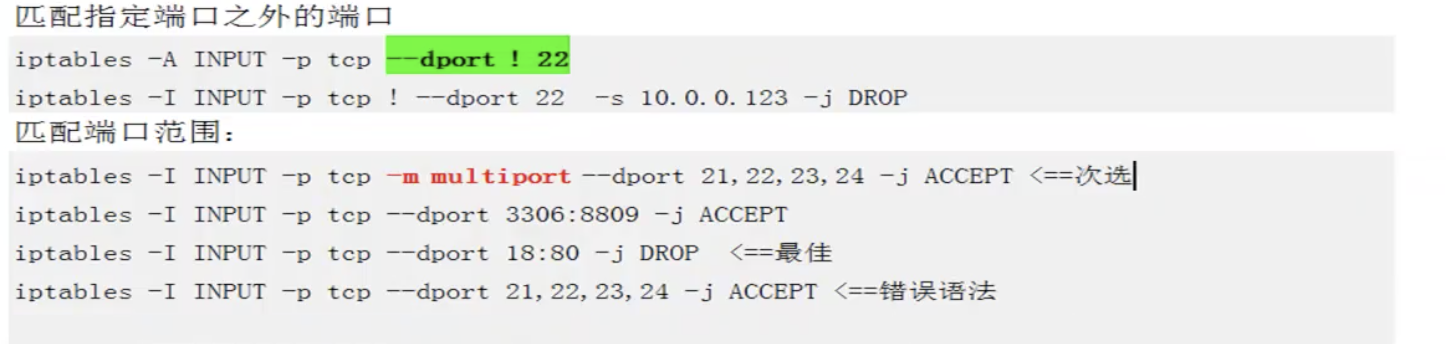 匹配指定端口之外的端口
iptables -A INPUT -p tcp --dport ! 22
iptables -I INPUT -p tcp ! --dport 22  -s 10.0.0.123 -j DROP
匹配端口范围：
iptables -I INPUT -p tcp -m multiport --dport 21,22,23,24 -j ACCEPT <==次选
iptables -I INPUT -p tcp --dport 3306:8809 -j ACCEPT
iptables -I INPUT -p tcp --dport 18:80 -j DROP  <==最佳
iptables -I INPUT -p tcp --dport 21,22,23,24 -j ACCEPT <==错误语法